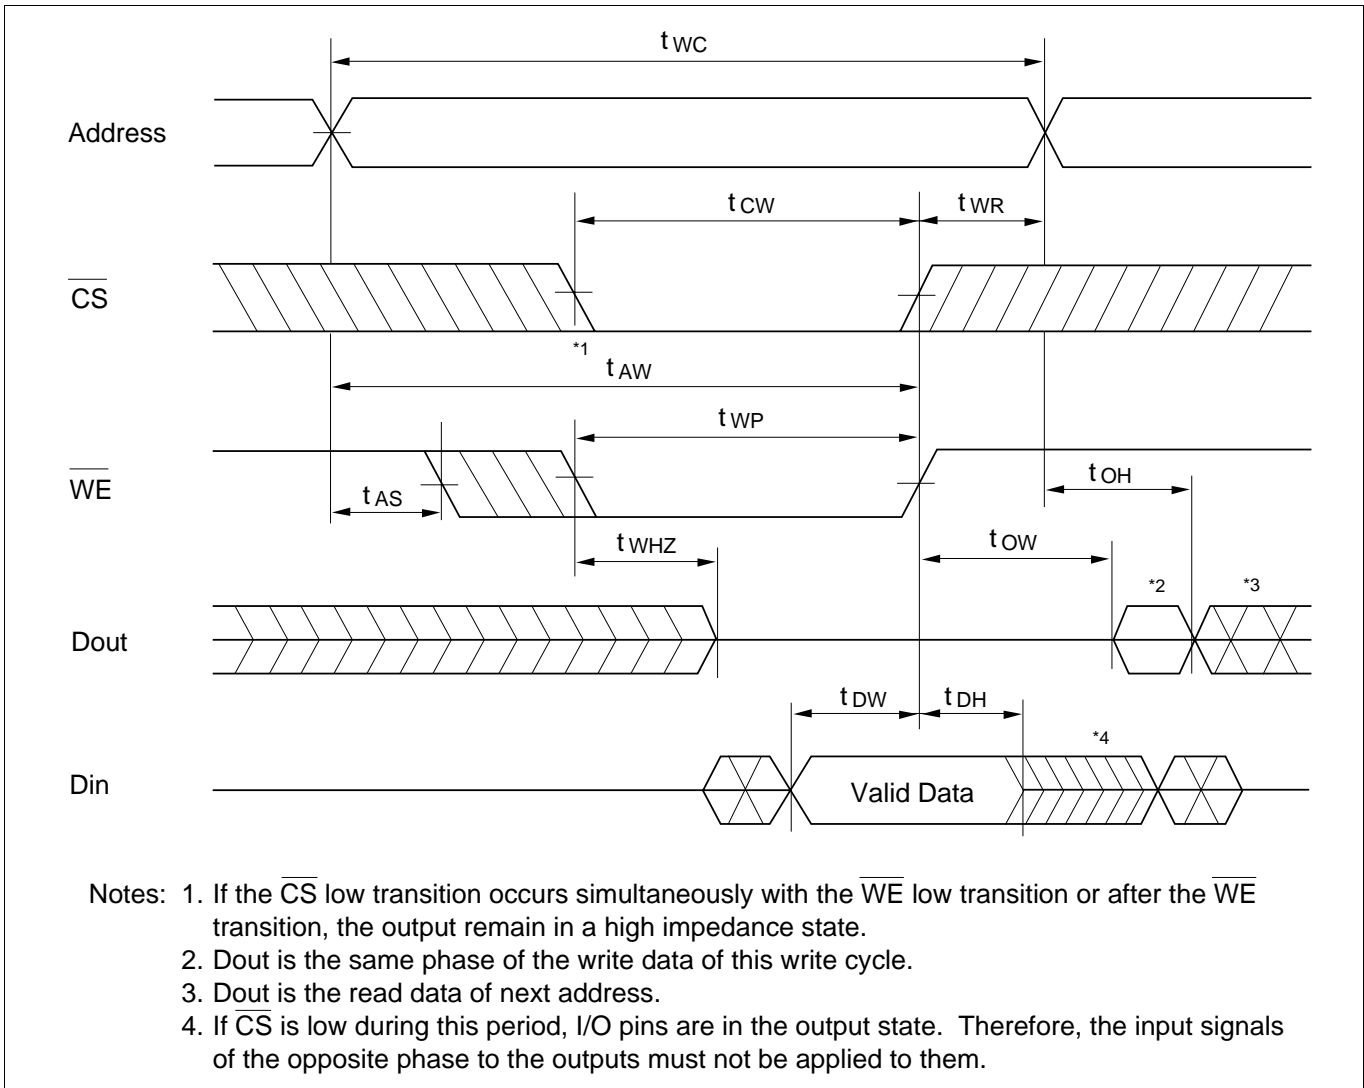 t WC
Address
t CW
t WR
CS
*1
t AW
t WP
WE
t AS
t OH
t WHZ
t OW
*2
*3
Dout
t DW
t DH
*4
Din
Valid Data
Notes: 1. If the CS low transition occurs simultaneously with the WE low transition or after the WE
transition, the output remain in a high impedance state.
2. Dout is the same phase of the write data of this write cycle.
3. Dout is the read data of next address.
4. If CS is low during this period, I/O pins are in the output state. Therefore, the input signals
of the opposite phase to the outputs must not be applied to them.